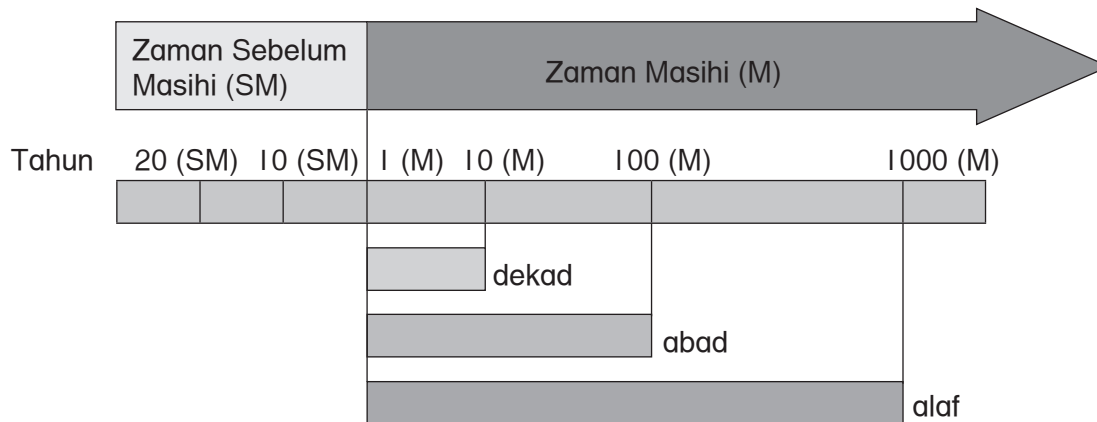 Zaman Sebelum
Masihi (SM)
Zaman Masihi (M)
Tahun 20 (SM) 10 (SM) 1 (M) 10 (M) 100 (M) 1000 (M)
dekad
abad
alaf